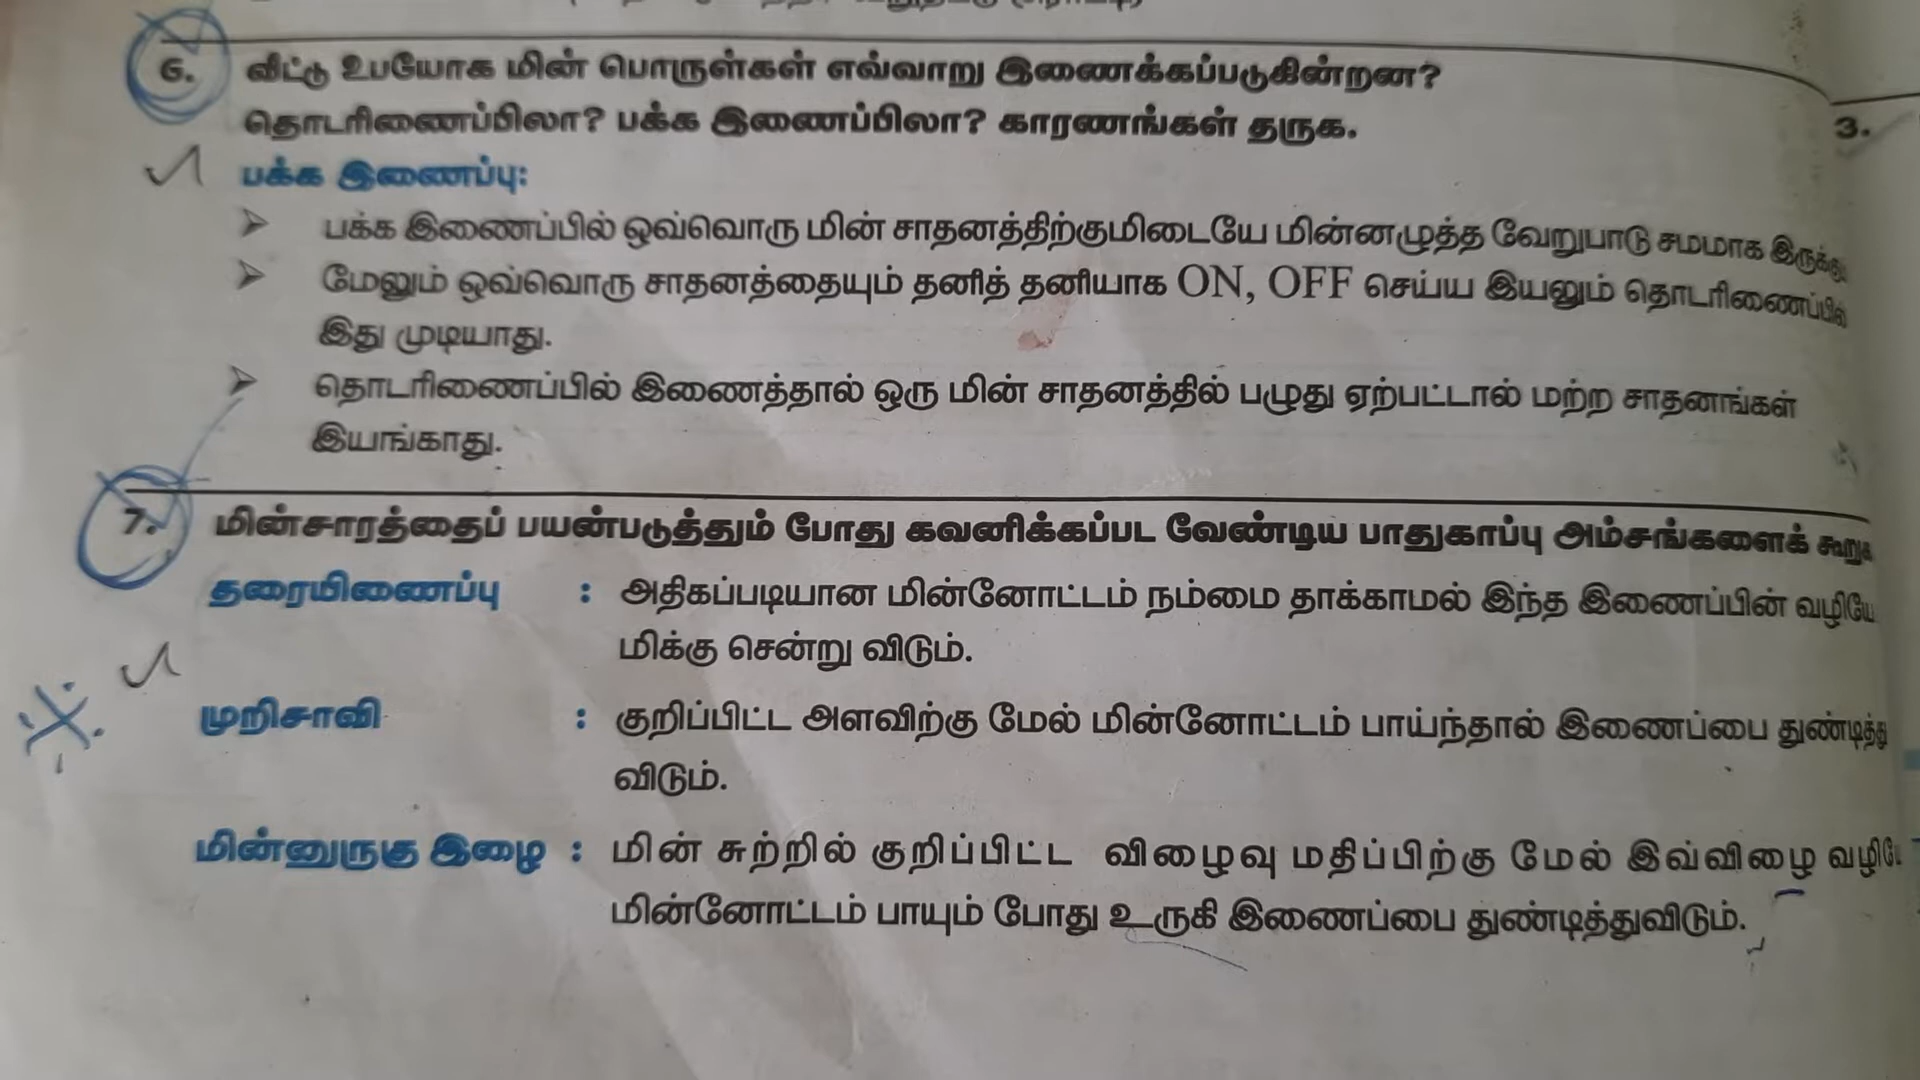 6. வீட்டு உபயோக மின் பொருள்கள் எவ்வாறு இணைக்கப்படுகின்றன?
தொடரிணைப்பிலா? பக்க இணைப்பிலா? காரணங்கள் தருக.
3.
பக்க இணைப்பு:
➢ பக்க இணைப்பில் ஒவ்வொரு மின் சாதனத்திற்குமிடையே மின்னழுத்த வேறுபாடு சமமாக
➢ மேலும் ஒவ்வொரு சாதனத்தையும் தனித் தனியாக ON, OFF செய்ய இயலும் தொடரிணைப்பில்
இது முடியாது.
➢ தொடரிணைப்பில் இணைத்தால் ஒரு மின் சாதனத்தில் பழுது ஏற்பட்டால் மற்ற சாதனங்கள்
இயங்காது.
7. மின்சாரத்தைப் பயன்படுத்தும் போது கவனிக்கப்பட வேண்டிய பாதுகாப்பு அம்சங்களைக்
தரையிணைப்பு : அதிகப்படியான மின்னோட்டம் நம்மை தாக்காமல் இந்த இணைப்பின் வழியே
மிக்கு சென்று விடும்.
முறிசாவி : குறிப்பிட்ட அளவிற்கு மேல் மின்னோட்டம் பாய்ந்தால் இணைப்பை துண்டித்து
விடும்.
மின்னுருகு இழை : மின் சுற்றில் குறிப்பிட்ட விழைவு மதிப்பிற்கு மேல் இவ்விழை வழியே
மின்னோட்டம் பாயும் போது உருகி இணைப்பை துண்டித்துவிடும்.